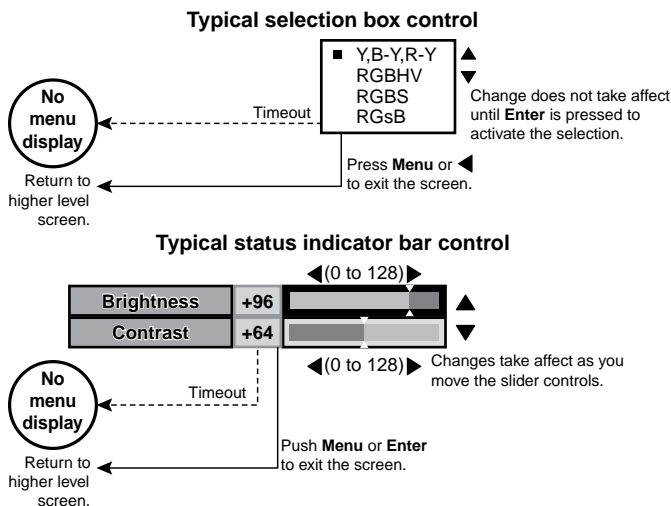 Typical selection box control
Y,B-Y,R-Y
RGBHV
RGBS
RGsB
Change does not take affect
until Enter is pressed to
activate the selection.
No
menu
display
Timeout
Return to
higher level
screen.
Press Menu or ◀
to exit the screen.
Typical status indicator bar control
◀(0 to 128)▶
Brightness +96
Contrast +64
◀(0 to 128)▶
Changes take affect as you
move the slider controls.
No
menu
display
Timeout
Return to
higher level
screen.
Push Menu or Enter
to exit the screen.